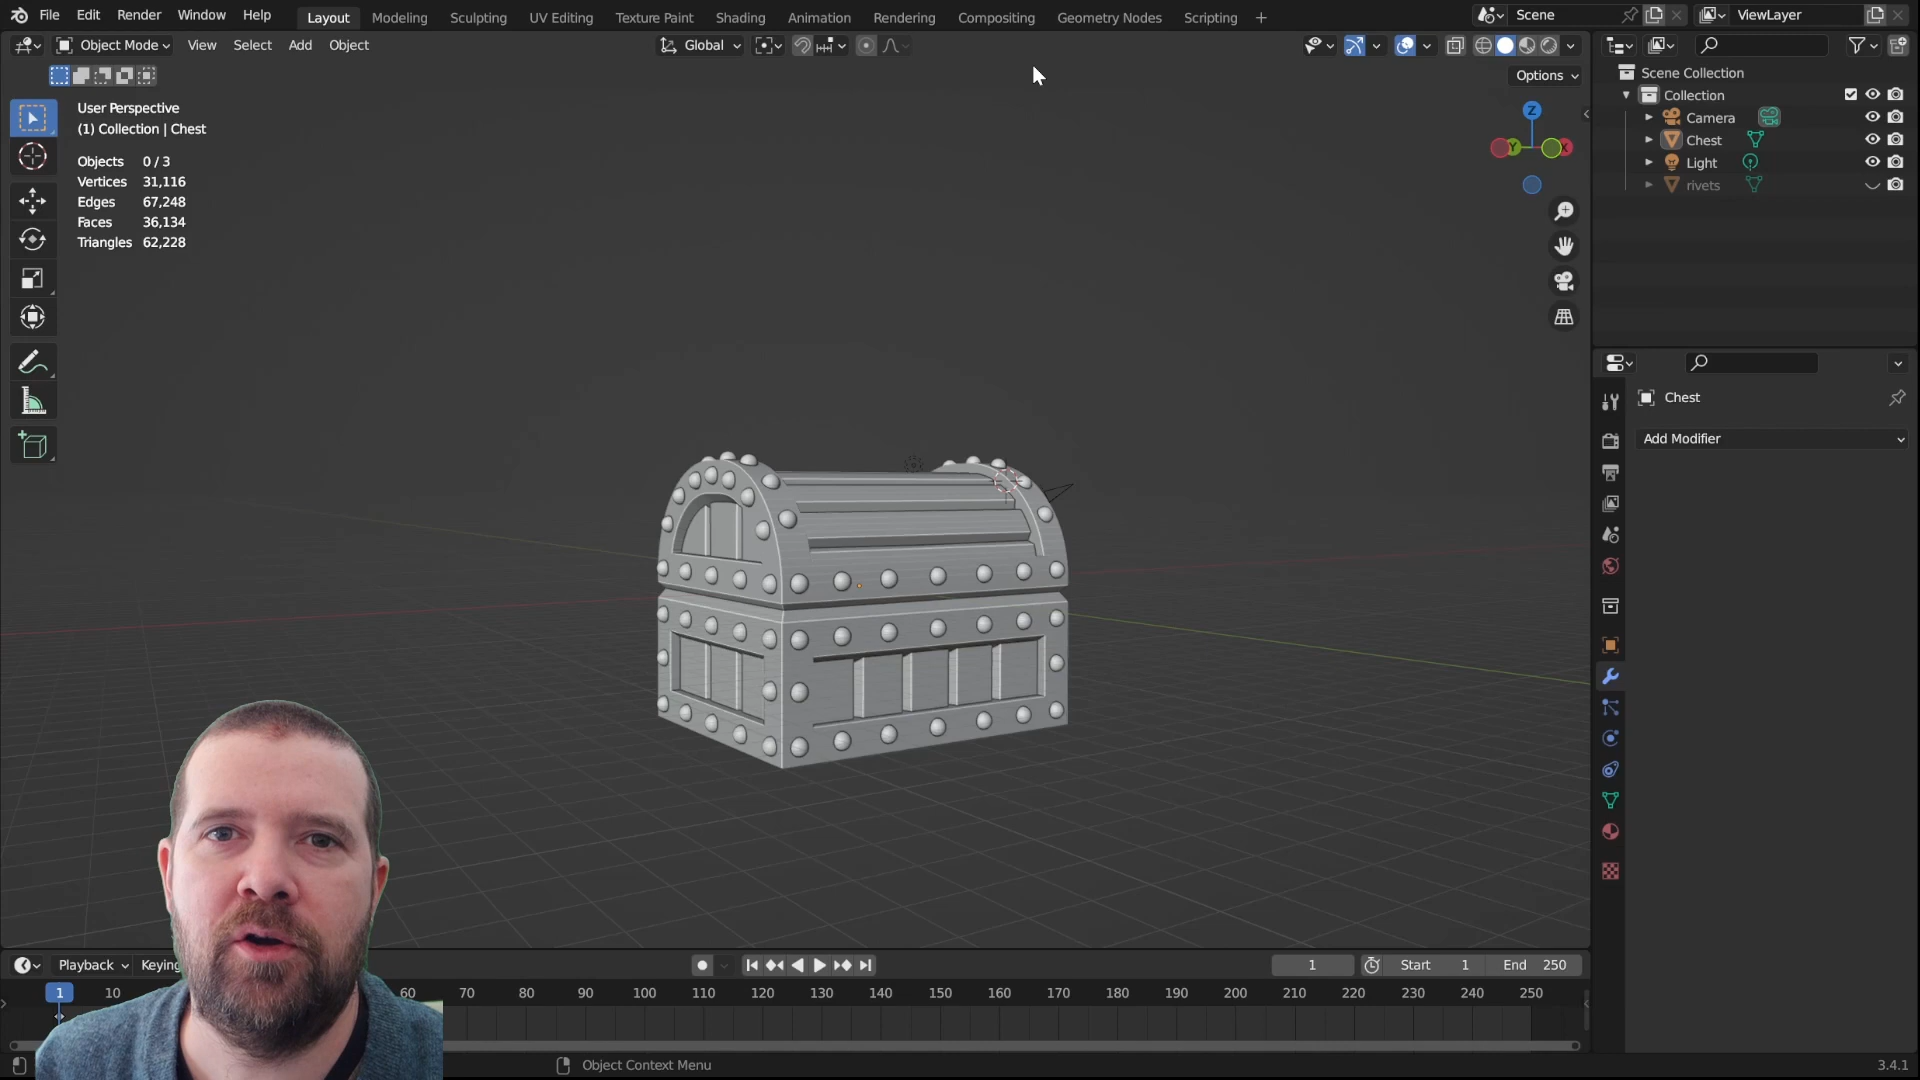 File Edit Render Window Help Layout Modeling Sculpting UV Editing Texture Paint Shading Animation Rendering Compositing Geometry Nodes Scripting + Scene ViewLayer
Object Mode View Select Add Object Global
Options
User Perspective
(1) Collection | Chest
Objects 0 / 3
Vertices 31,116
Edges 67,248
Faces 36,134
Triangles 62,228
Z
Y X
Scene Collection
Collection
Camera
Chest
Light
rivets
Chest
Add Modifier
Playback Keying 1 Start 1 End 250
1 10 60 70 80 90 100 110 120 130 140 150 160 170 180 190 200 210 220 230 240 250
Object Context Menu 3.4.1